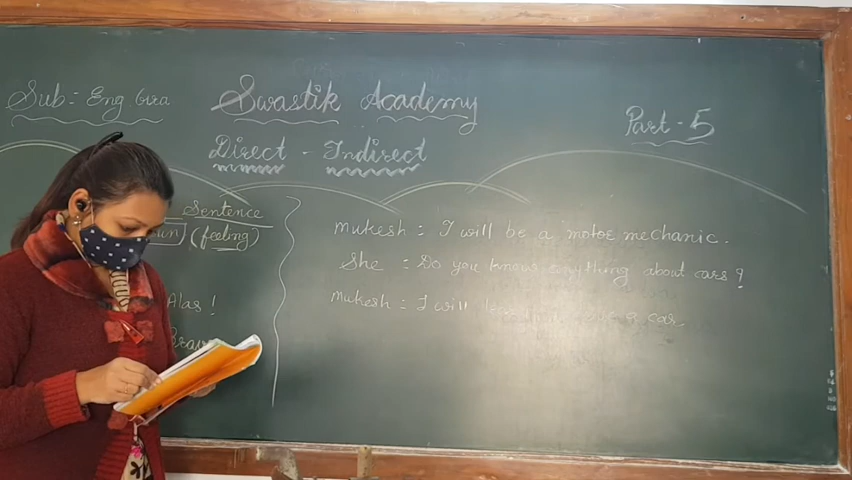 Sub: Eng Gra
Swastik Academy
Part-5
Direct - Indirect
Sentence
(feeling)
Alas!
Mukesh: I will be a motor mechanic.
She : Do you know anything about cars?
Mukesh: I will a car.